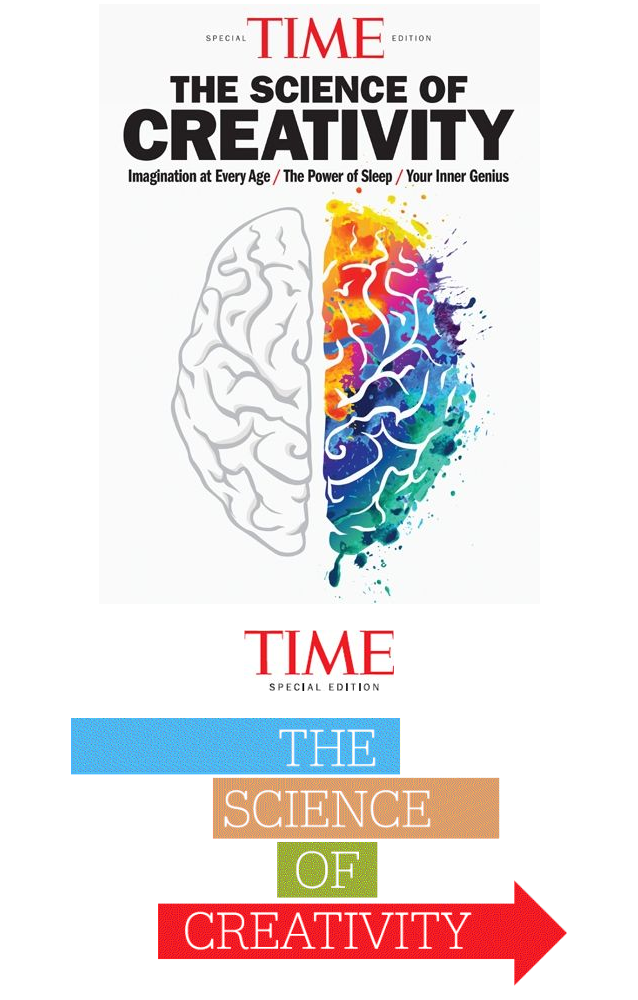 SPECIAL TIME EDITION
THE SCIENCE OF
CREATIVITY
Imagination at Every Age / The Power of Sleep / Your Inner Genius
TIME
SPECIAL EDITION
THE
SCIENCE
OF
CREATIVITY